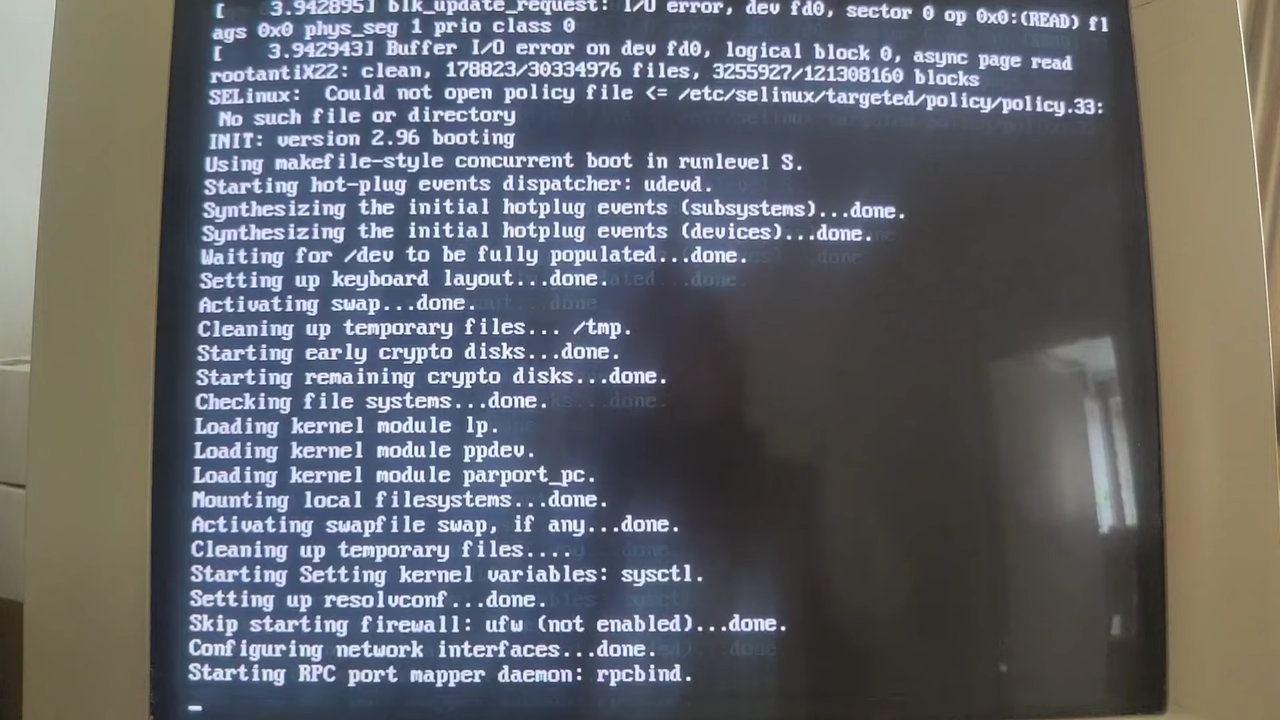 [    3.942895] blk_update_request: I/O error, dev fd0, sector 0 op 0x0:(READ) fl
ags 0x0 phys_seg 1 prio class 0
[    3.942943] Buffer I/O error on dev fd0, logical block 0, async page read
rootantiX22: clean, 178823/30334976 files, 3255927/121308160 blocks
SELinux:  Could not open policy file <= /etc/selinux/targeted/policy/policy.33:
 No such file or directory
INIT: version 2.96 booting
Using makefile-style concurrent boot in runlevel S.
Starting hot-plug events dispatcher: udevd.
Synthesizing the initial hotplug events (subsystems)...done.
Synthesizing the initial hotplug events (devices)...done.
Waiting for /dev to be fully populated...done.
Setting up keyboard layout...done.
Activating swap...done.
Cleaning up temporary files... /tmp.
Starting early crypto disks...done.
Starting remaining crypto disks...done.
Checking file systems...done.
Loading kernel module lp.
Loading kernel module ppdev.
Loading kernel module parport_pc.
Mounting local filesystems...done.
Activating swapfile swap, if any...done.
Cleaning up temporary files....
Starting Setting kernel variables: sysctl.
Setting up resolvconf...done.
Skip starting firewall: ufw (not enabled)...done.
Configuring network interfaces...done.
Starting RPC port mapper daemon: rpcbind.